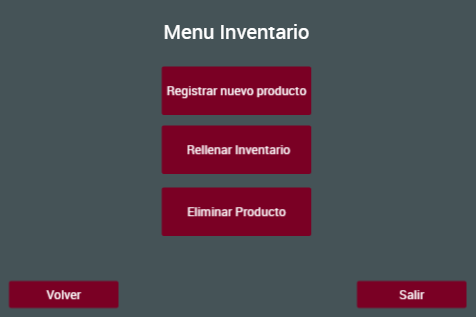 Menu Inventario
Registrar nuevo producto
Rellenar Inventario
Eliminar Producto
Volver
Salir